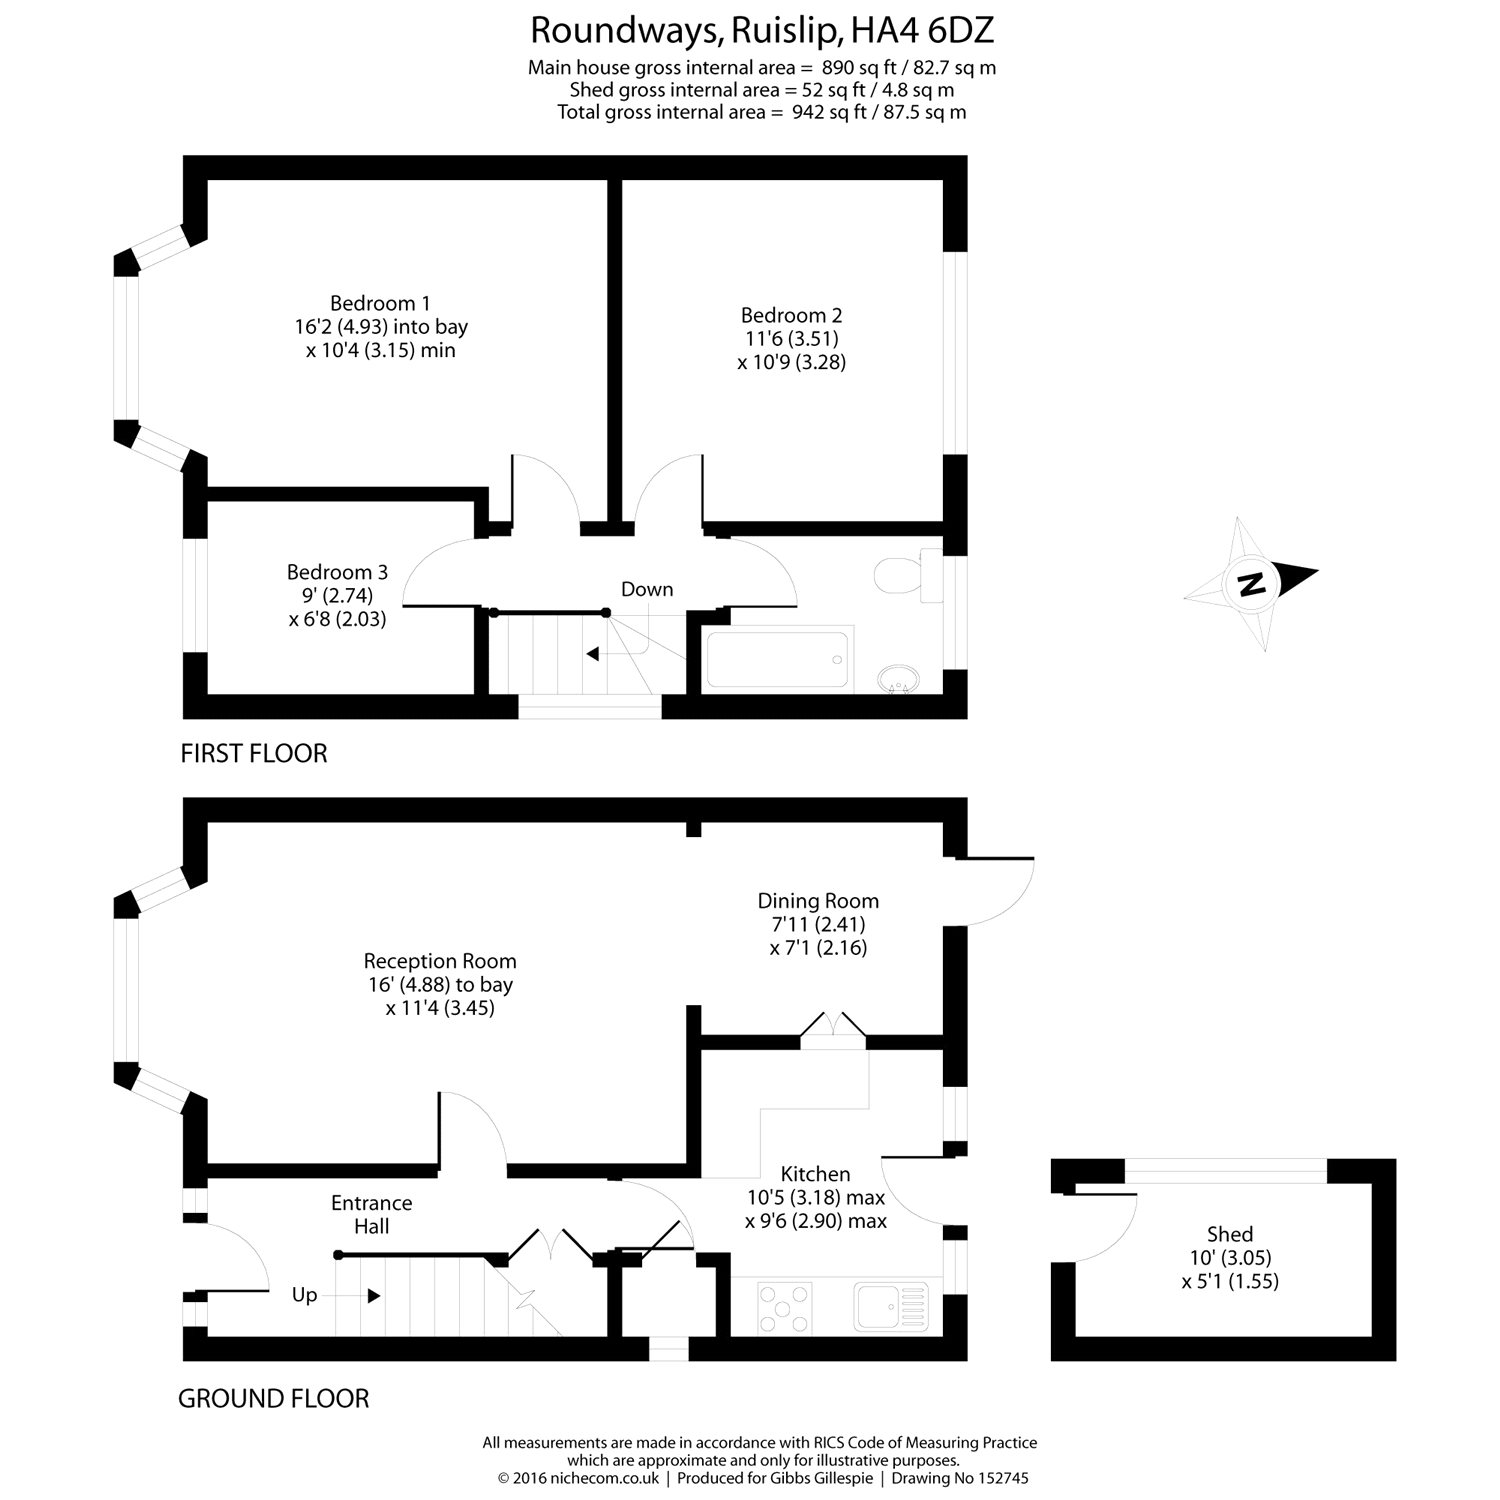 Roundways, Ruislip, HA4 6DZ
Main house gross internal area = 890 sq ft / 82.7 sq m
Shed gross internal area = 52 sq ft / 4.8 sq m
Total gross internal area = 942 sq ft / 87.5 sq m
Bedroom 1
16'2 (4.93) into bay
x 10'4 (3.15) min
Bedroom 2
11'6 (3.51)
x 10'9 (3.28)
Bedroom 3
9' (2.74)
x 6'8 (2.03)
Down
N
FIRST FLOOR
Dining Room
7'11 (2.41)
x 7'1 (2.16)
Reception Room
16' (4.88) to bay
x 11'4 (3.45)
Kitchen
10'5 (3.18) max
x 9'6 (2.90) max
Entrance
Hall
Up
Shed
10' (3.05)
x 5'1 (1.55)
GROUND FLOOR
All measurements are made in accordance with RICS Code of Measuring Practice
which are approximate and only for illustrative purposes.
© 2016 nichecom.co.uk | Produced for Gibbs Gillespie | Drawing No 152745